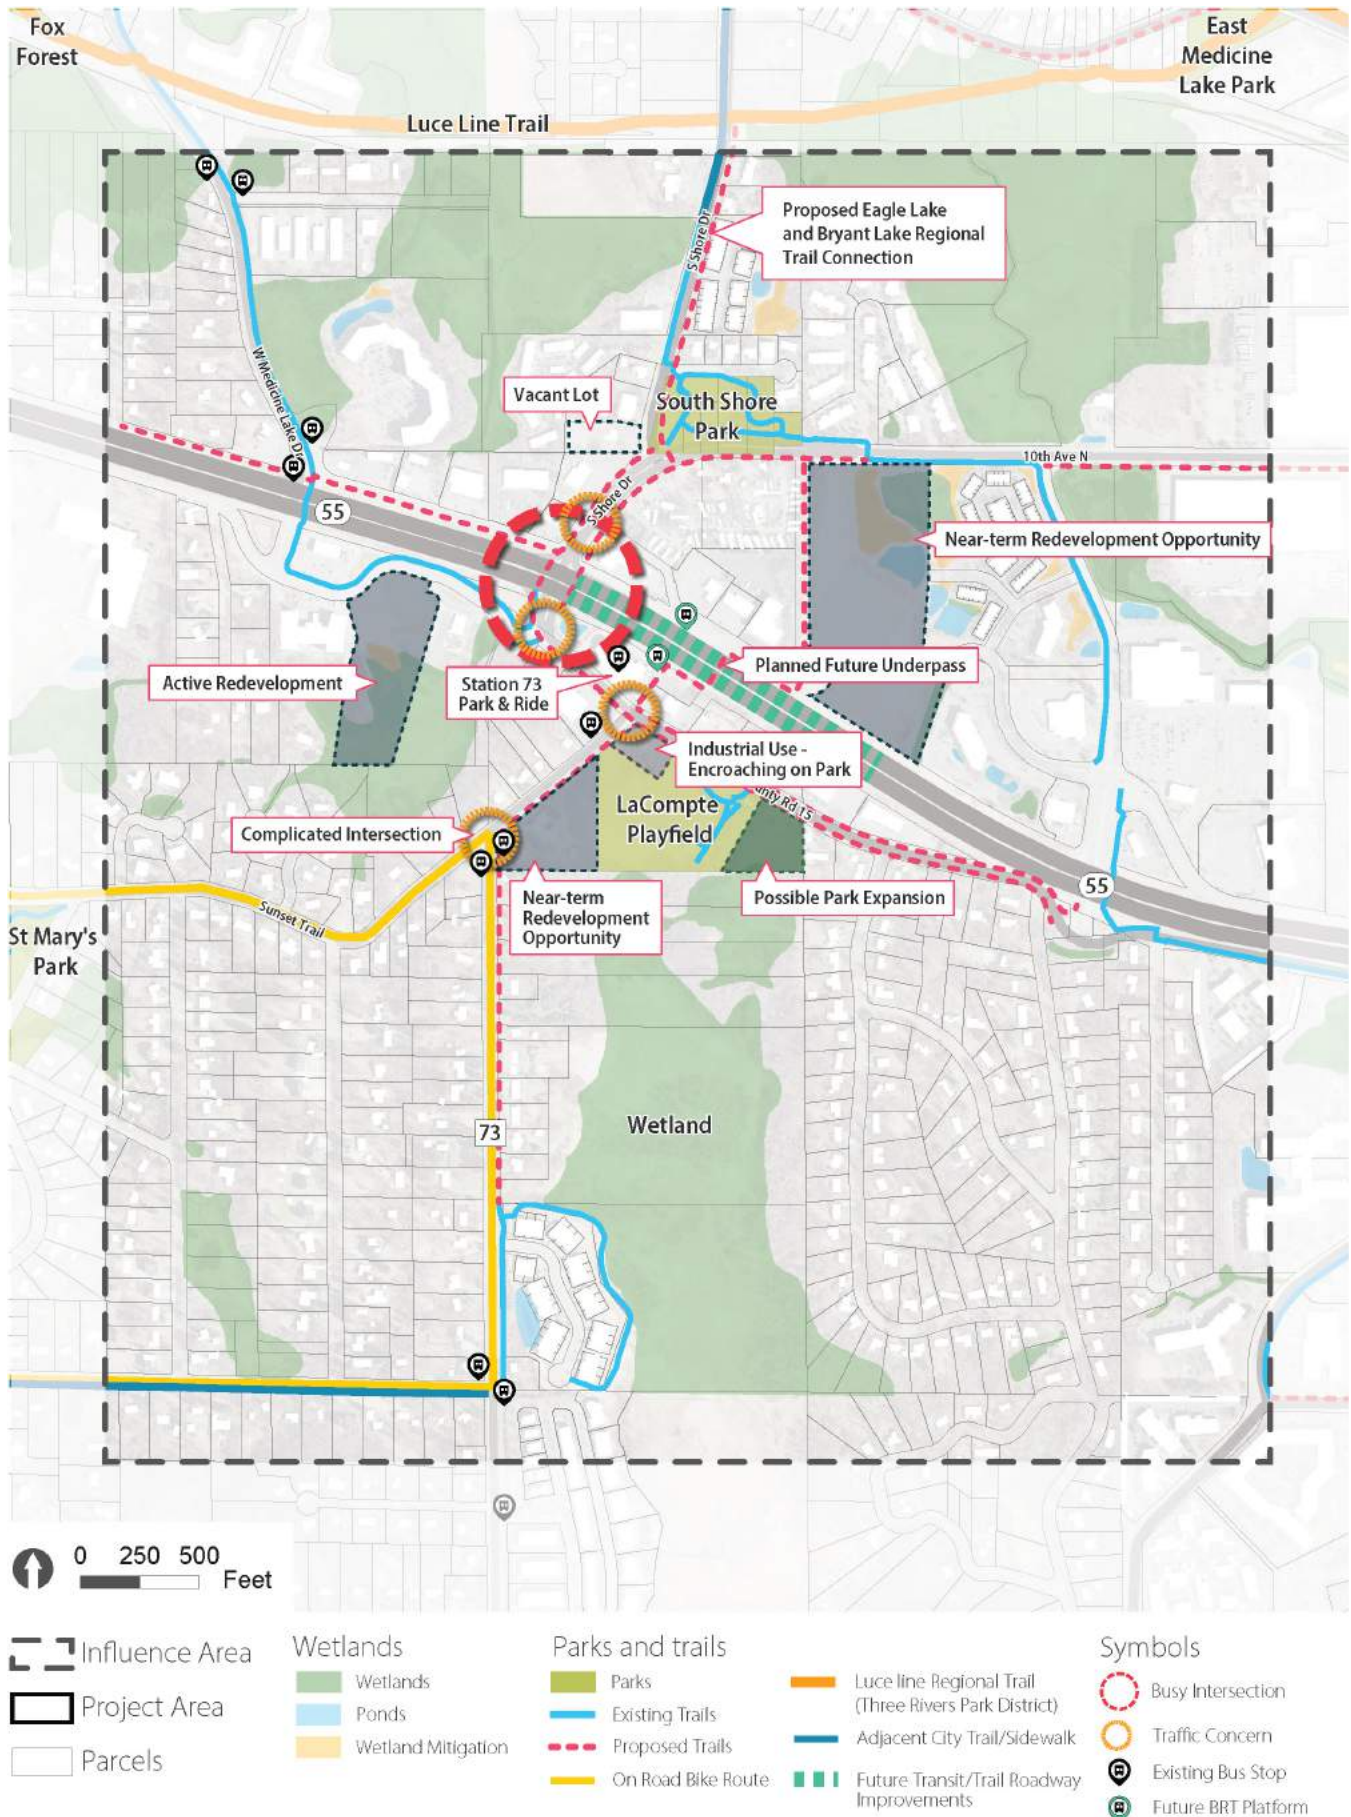 Fox
Forest
East
Medicine
Lake Park
Luce Line Trail
S Shore Dr
Proposed Eagle Lake
and Bryant Lake Regional
Trail Connection
W Medicine Lake Dr
Vacant Lot
South Shore
Park
10th Ave N
55
S Shore Dr
Near-term Redevelopment Opportunity
Active Redevelopment
Station 73
Park & Ride
Planned Future Underpass
Industrial Use -
Encroaching on Park
LaCompte
Playfield
Rd 15
Complicated Intersection
Near-term
Redevelopment
Opportunity
Possible Park Expansion
55
Sunset Trail
St Mary's
Park
Wetland
73
0 250 500
Feet
Influence Area
Project Area
Parcels
Wetlands
Wetlands
Ponds
Wetland Mitigation
Parks and trails
Parks
Existing Trails
Proposed Trails
On Road Bike Route
Luce line Regional Trail
(Three Rivers Park District)
Adjacent City Trail/Sidewalk
Future Transit/Trail Roadway
Improvements
Symbols
Busy Intersection
Traffic Concern
Existing Bus Stop
Future BRT Platform